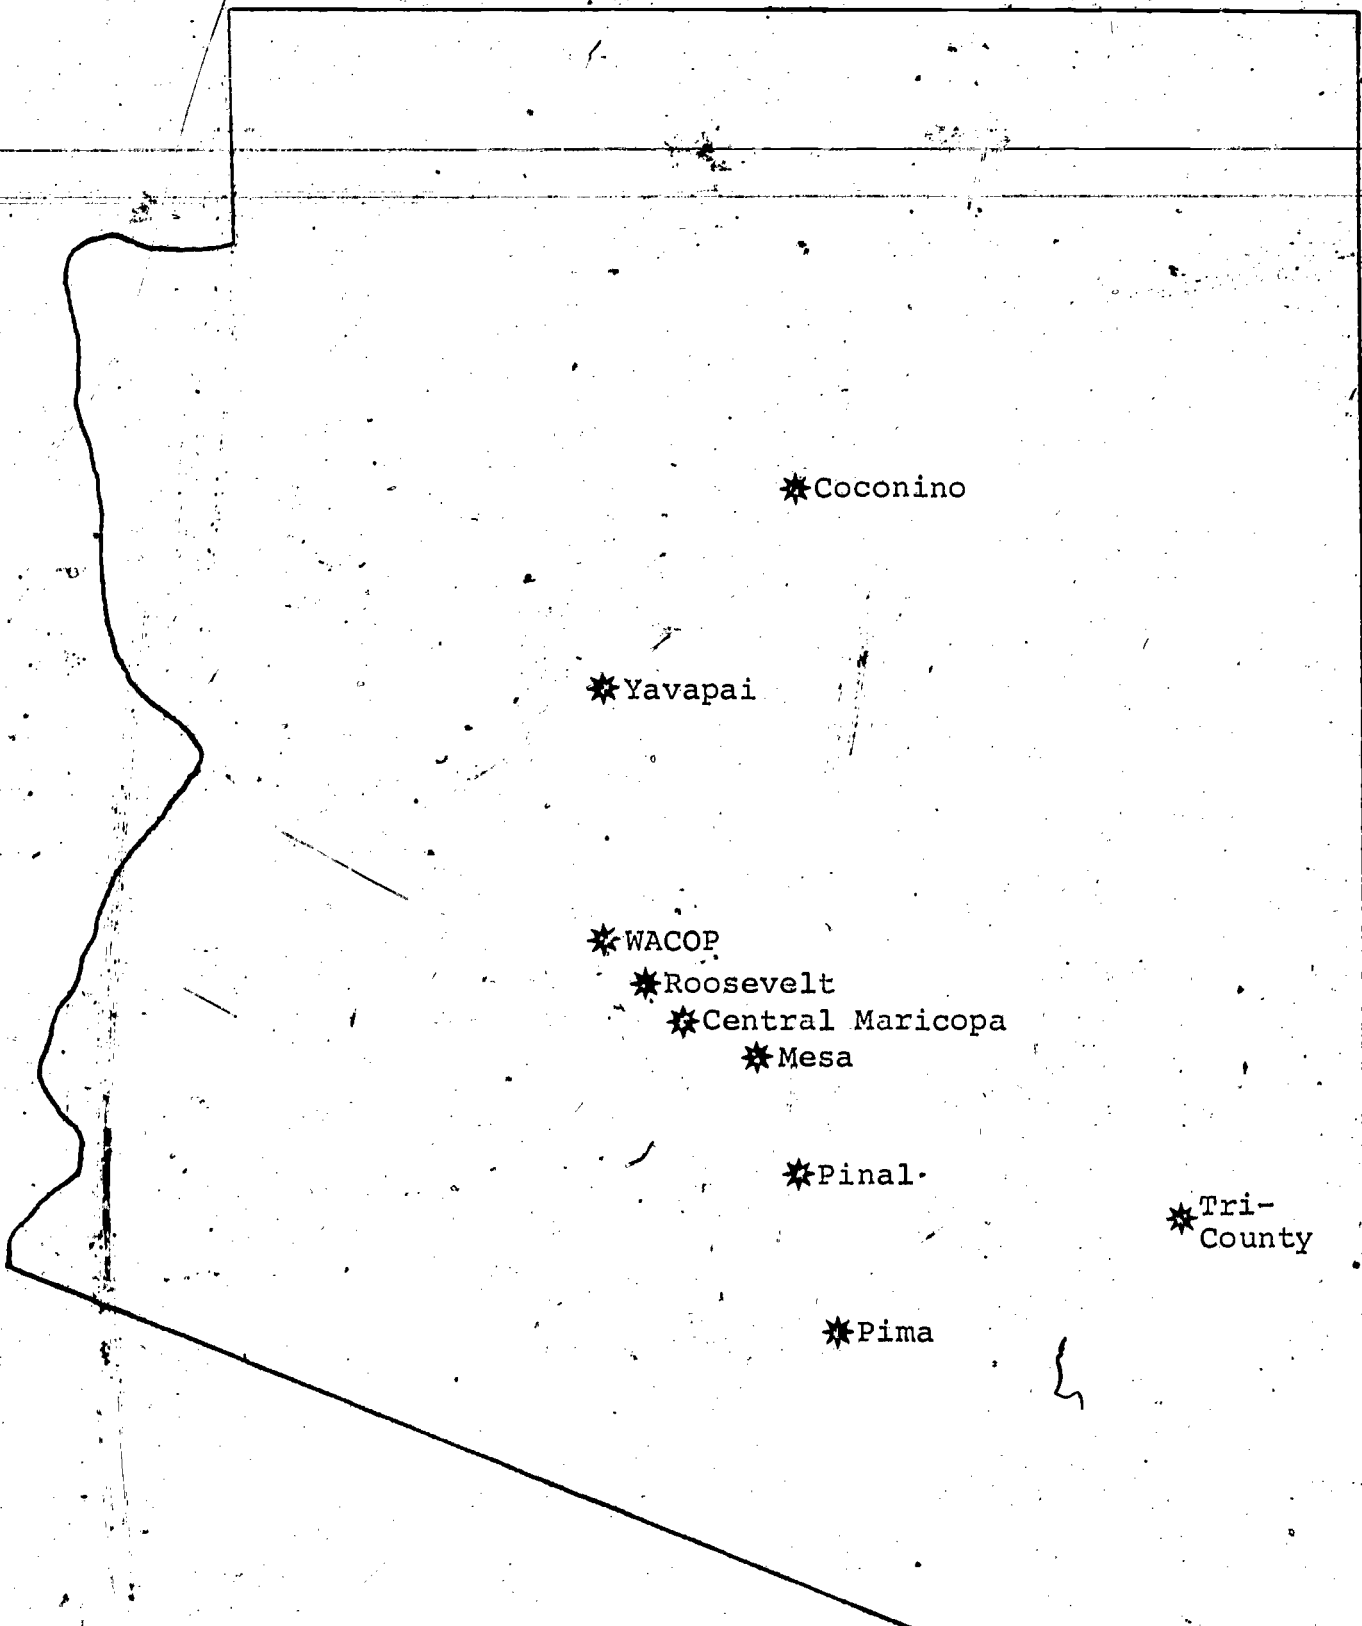 Coconino
Yavapai
WACOP
Roosevelt
Central Maricopa
Mesa
Pinal
Tri-
County
Pima